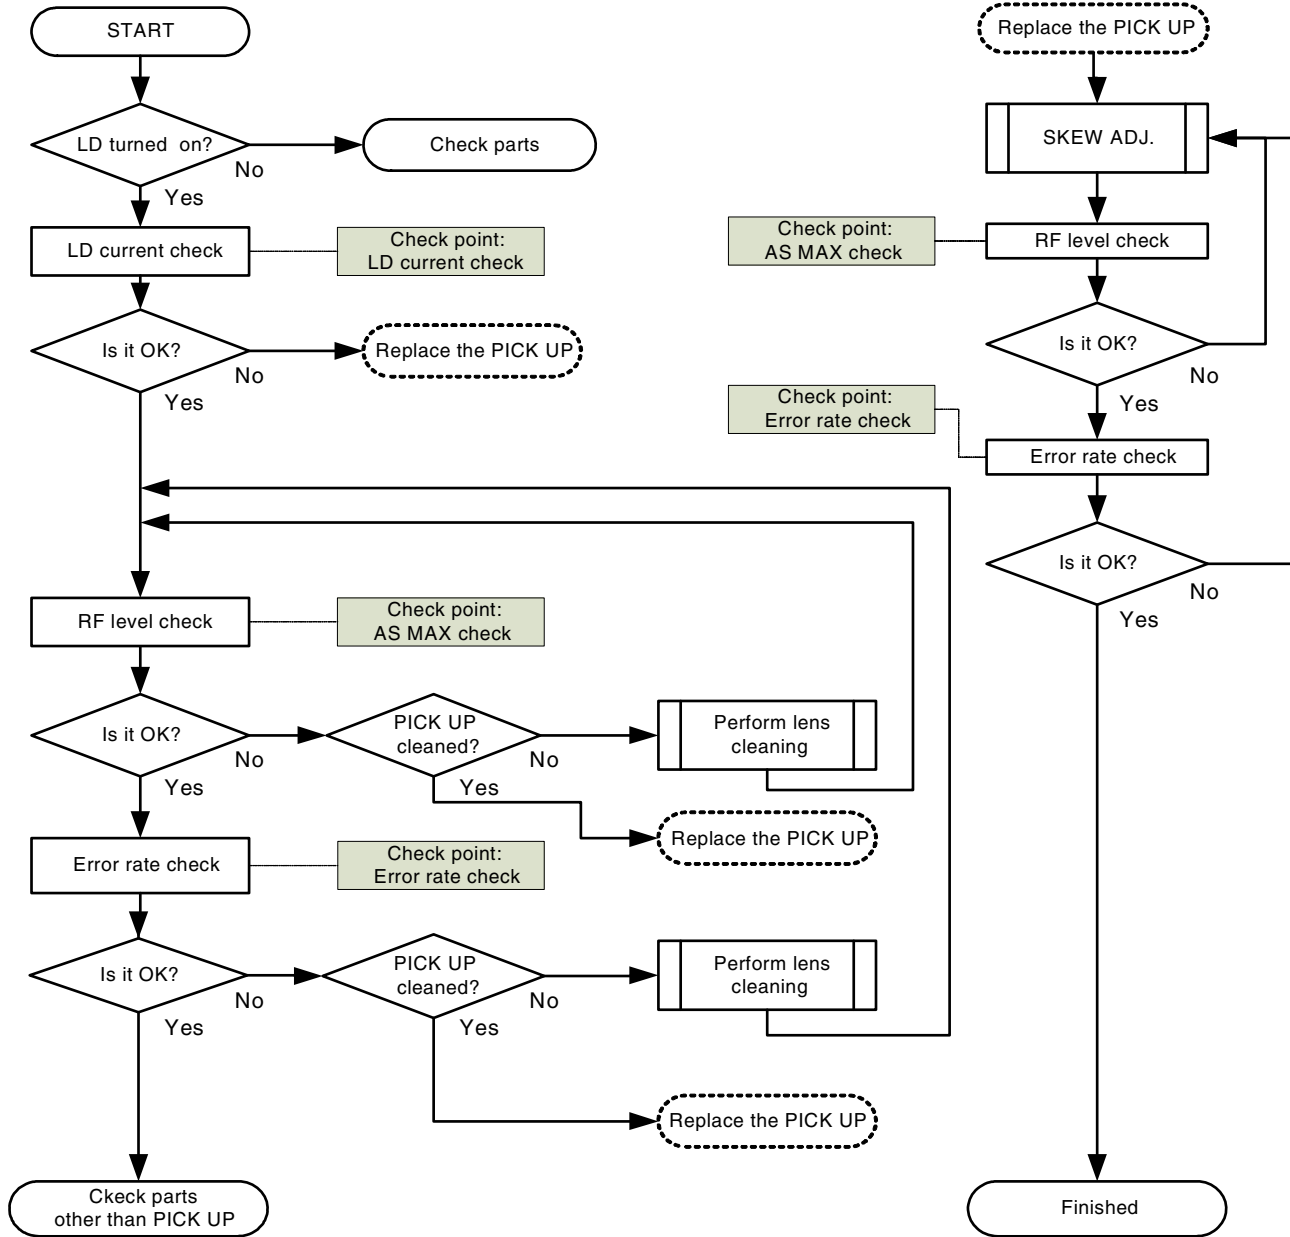 START
LD turned on?
No
Yes
Check parts
LD current check
Check point:
LD current check
Is it OK?
No
Yes
Replace the PICK UP
RF level check
Check point:
AS MAX check
Is it OK?
No
Yes
PICK UP
cleaned?
No
Yes
Perform lens
cleaning
Replace the PICK UP
Error rate check
Check point:
Error rate check
Is it OK?
No
Yes
PICK UP
cleaned?
No
Yes
Perform lens
cleaning
Replace the PICK UP
Ckeck parts
other than PICK UP
Replace the PICK UP
SKEW ADJ.
Check point:
AS MAX check
RF level check
Is it OK?
No
Yes
Check point:
Error rate check
Error rate check
Is it OK?
No
Yes
Finished